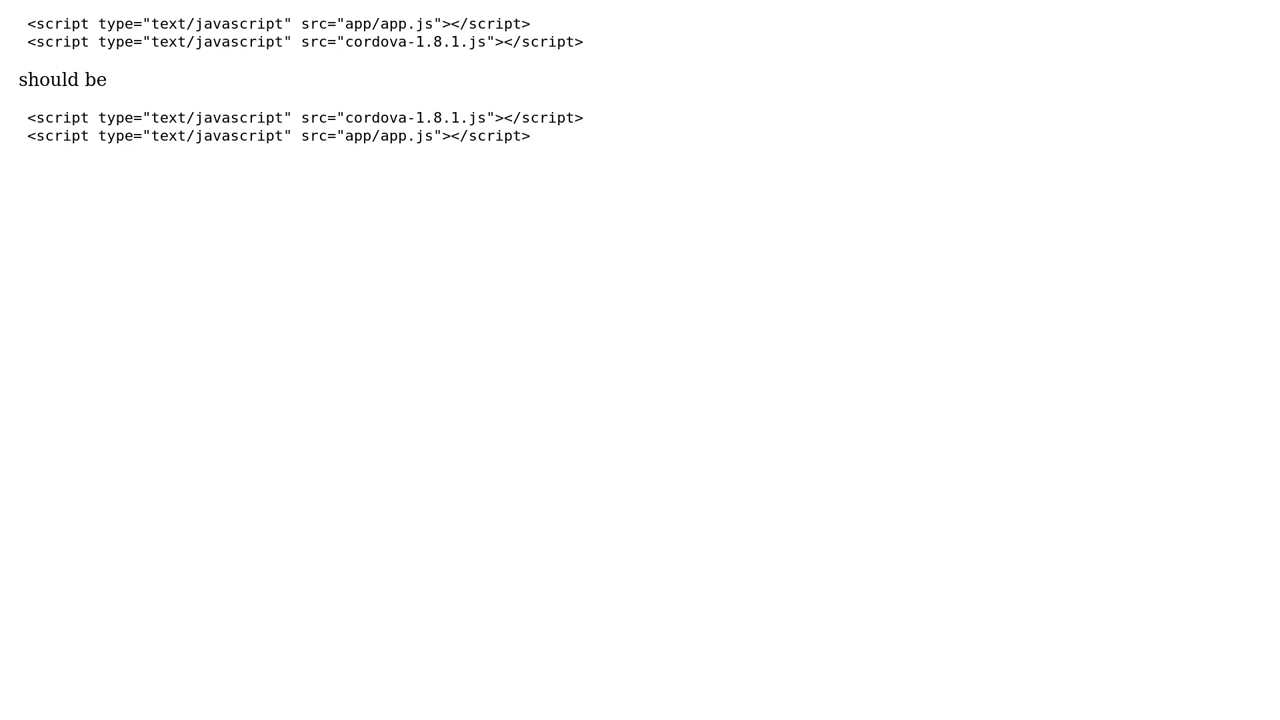 <script type="text/javascript" src="app/app.js"></script>
<script type="text/javascript" src="cordova-1.8.1.js"></script>
should be
<script type="text/javascript" src="cordova-1.8.1.js"></script>
<script type="text/javascript" src="app/app.js"></script>